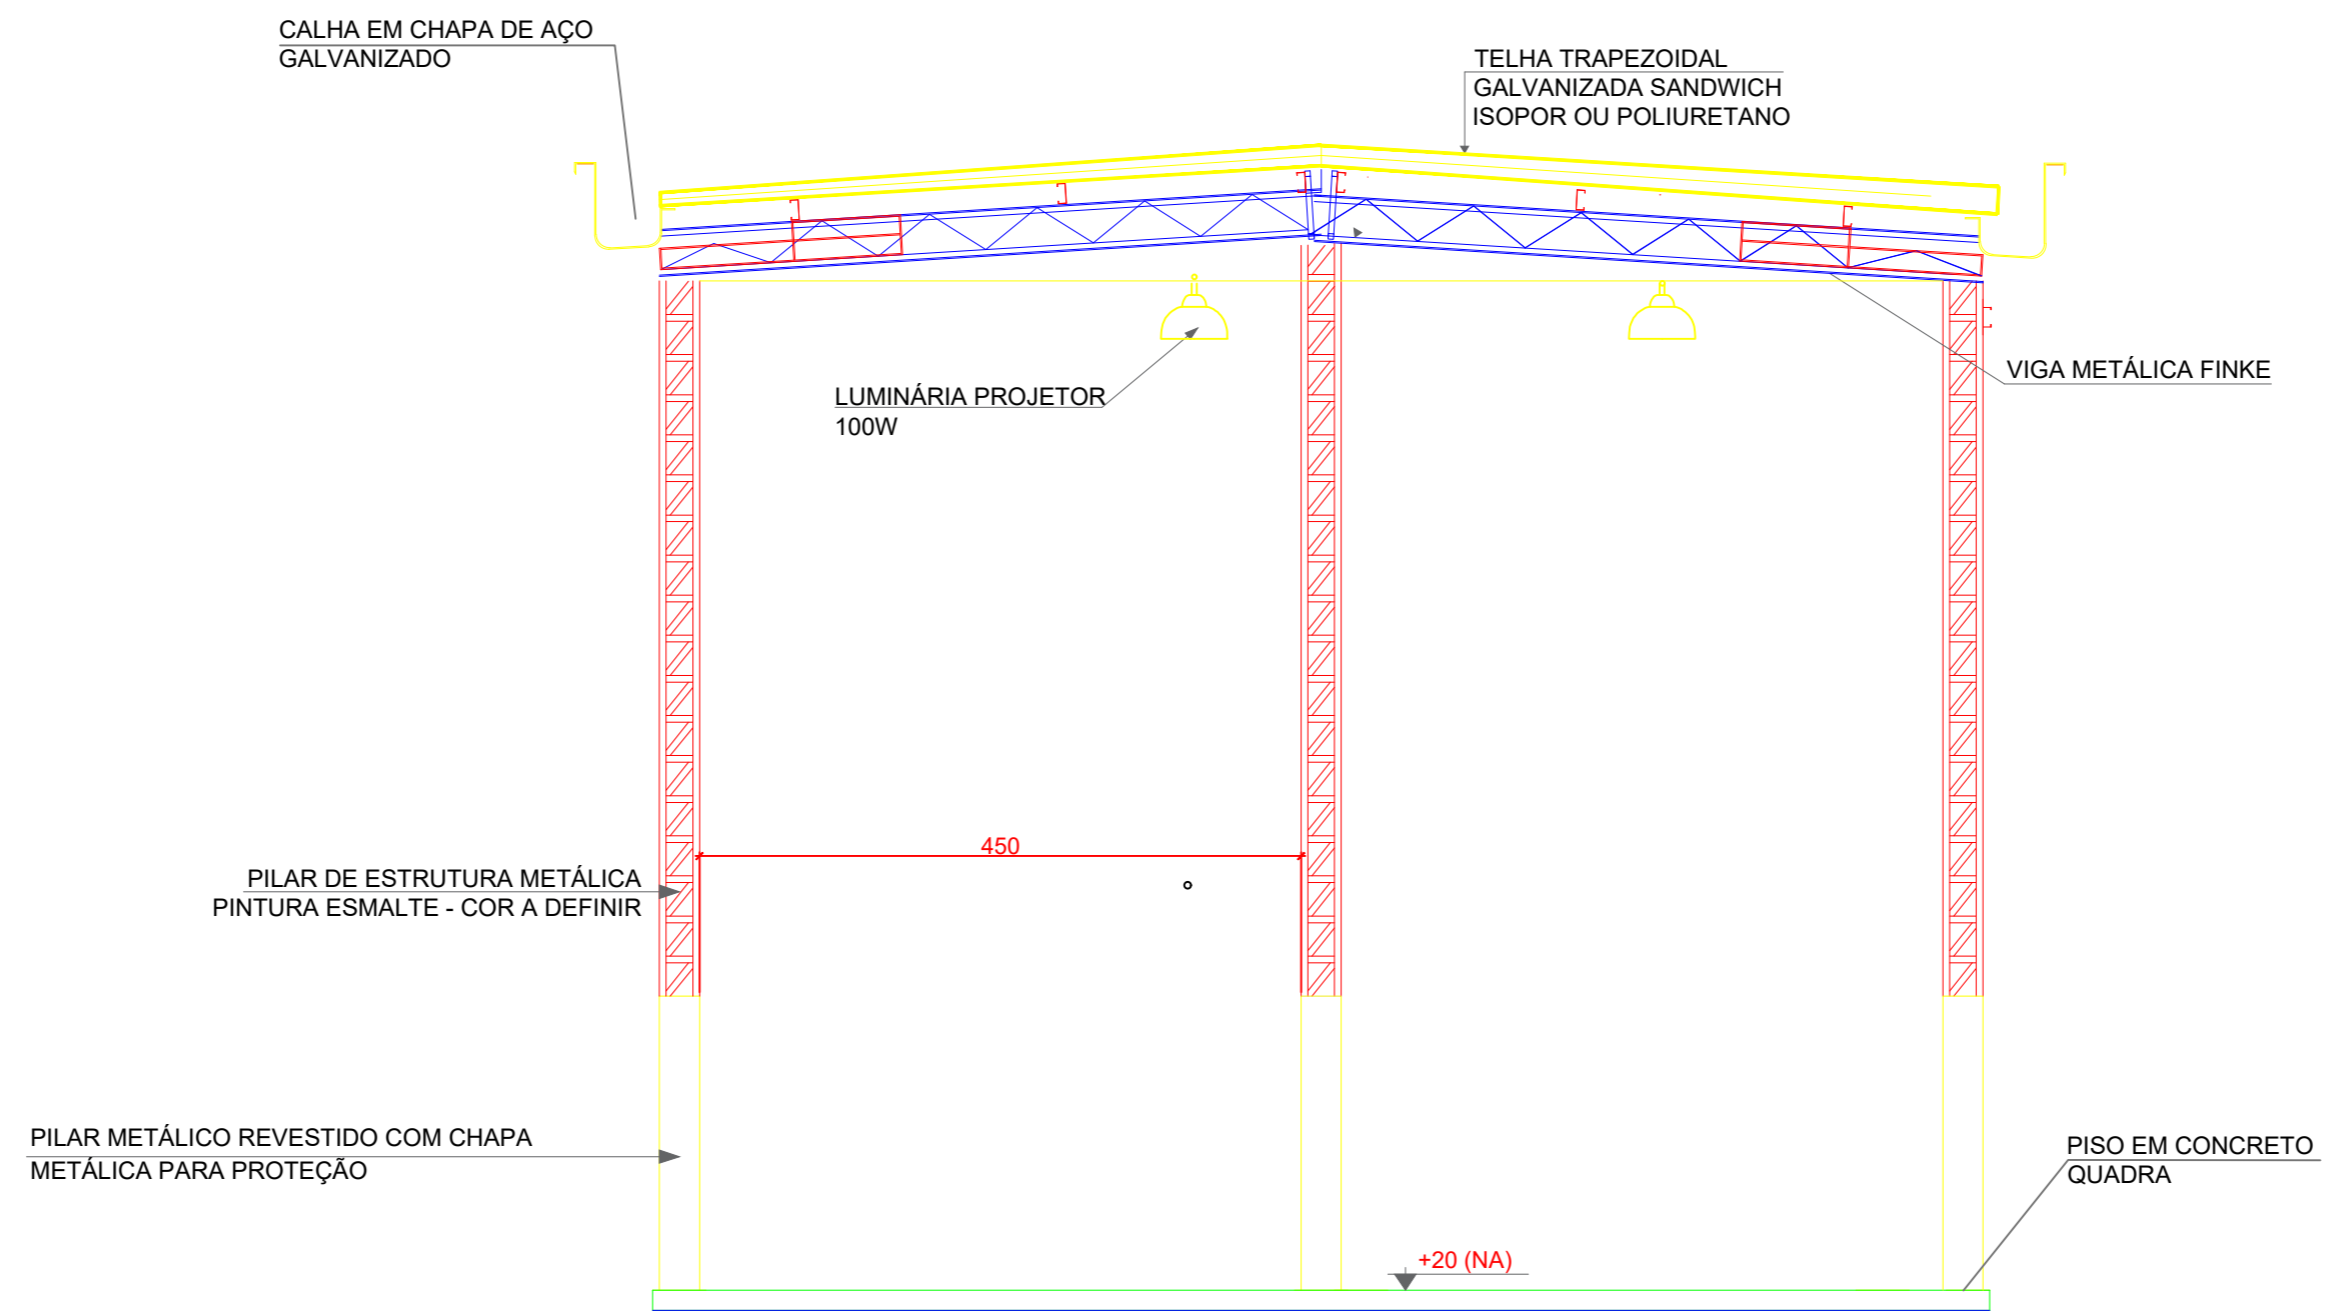 CALHA EM CHAPA DE AÇO
GALVANIZADO
TELHA TRAPEZOIDAL
GALVANIZADA SANDWICH
ISOPOR OU POLIURETANO
VIGA METÁLICA FINKE
LUMINÁRIA PROJETOR
100W
450
PILAR DE ESTRUTURA METÁLICA
PINTURA ESMALTE - COR A DEFINIR
PILAR METÁLICO REVESTIDO COM CHAPA
METÁLICA PARA PROTEÇÃO
PISO EM CONCRETO
QUADRA
+20 (NA)